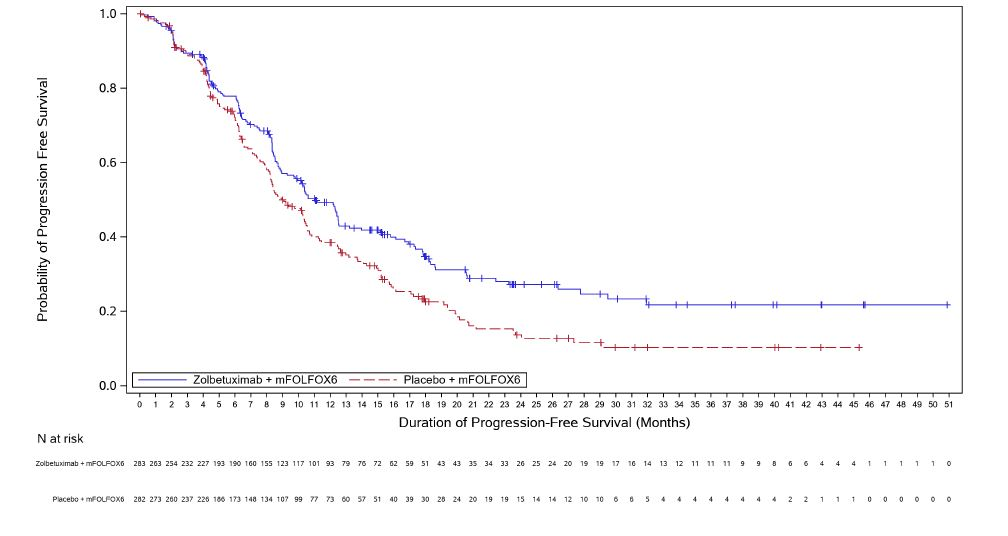 Probability of Progression Free Survival
1.0
0.8
0.6
0.4
0.2
0.0
Zolbetuximab + mFOLFOX6 Placebo + mFOLFOX6
0 1 2 3 4 5 6 7 8 9 10 11 12 13 14 15 16 17 18 19 20 21 22 23 24 25 26 27 28 29 30 31 32 33 34 35 36 37 38 39 40 41 42 43 44 45 46 47 48 49 50 51
Duration of Progression-Free Survival (Months)
N at risk
Zolbetuximab + mFOLFOX6 283 263 254 232 227 193 190 160 155 123 117 101 93 79 76 72 62 59 51 43 43 35 34 33 26 25 24 20 19 19 17 16 14 13 12 11 11 11 9 9 8 6 6 4 4 4 1 1 1 1 1 0
Placebo + mFOLFOX6 282 273 260 237 226 186 173 148 134 107 99 77 73 60 57 51 40 39 30 28 24 20 19 19 15 14 14 12 10 10 6 6 5 4 4 4 4 4 4 4 4 2 2 1 1 1 0 0 0 0 0 0